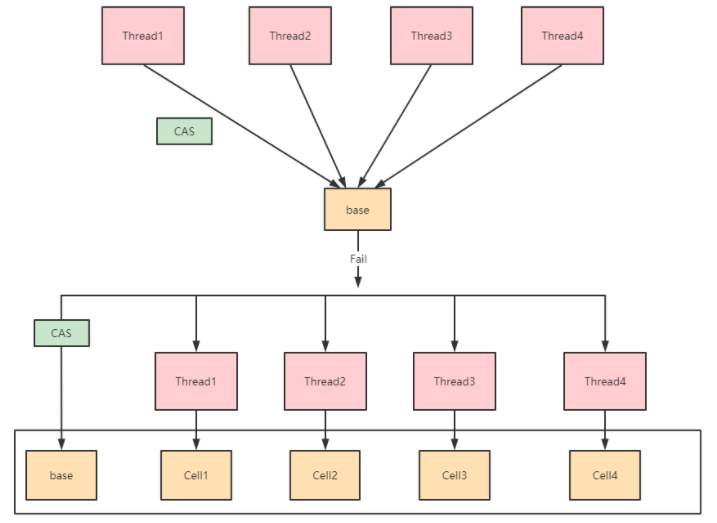 Thread1
Thread2
Thread3
Thread4
CAS
base
Fail
CAS
Thread1
Thread2
Thread3
Thread4
base
Cell1
Cell2
Cell3
Cell4